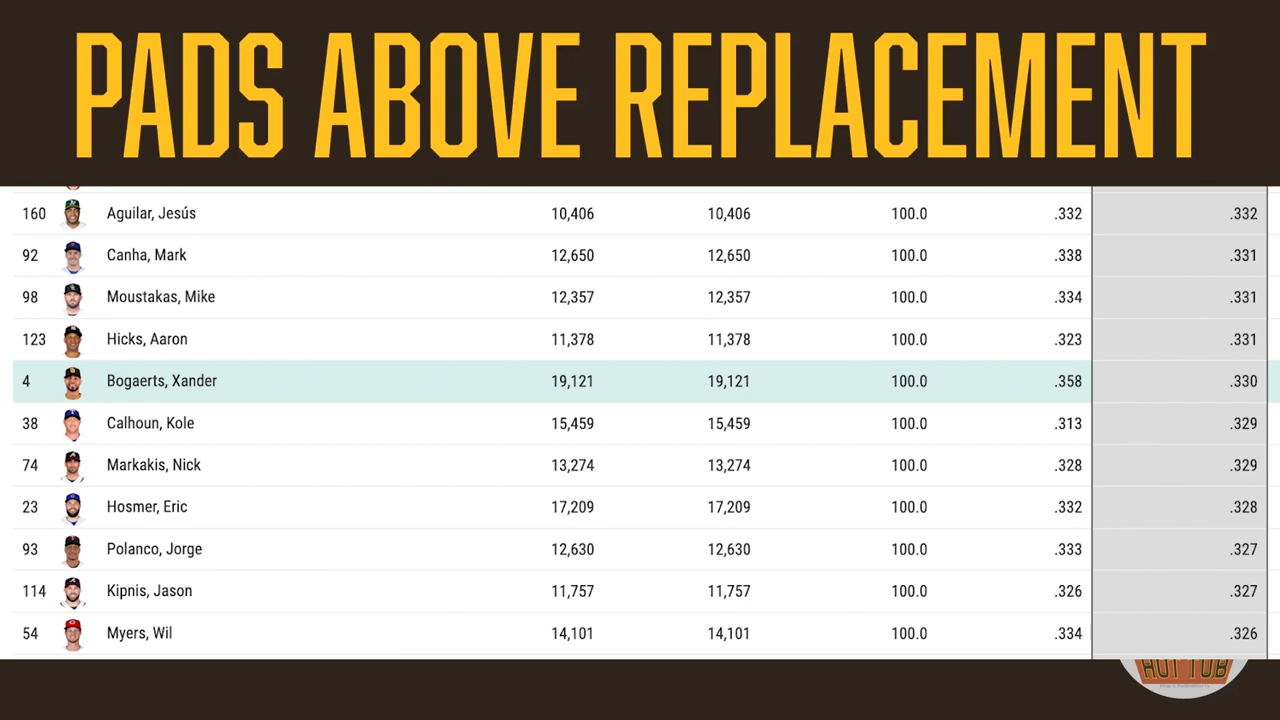 PADS ABOVE REPLACEMENT
160 Aguilar, Jesús 10,406 10,406 100.0 .332 .332
92 Canha, Mark 12,650 12,650 100.0 .338 .331
98 Moustakas, Mike 12,357 12,357 100.0 .334 .331
123 Hicks, Aaron 11,378 11,378 100.0 .323 .331
4 Bogaerts, Xander 19,121 19,121 100.0 .358 .330
38 Calhoun, Kole 15,459 15,459 100.0 .313 .329
74 Markakis, Nick 13,274 13,274 100.0 .328 .329
23 Hosmer, Eric 17,209 17,209 100.0 .332 .328
93 Polanco, Jorge 12,630 12,630 100.0 .333 .327
114 Kipnis, Jason 11,757 11,757 100.0 .326 .327
54 Myers, Wil 14,101 14,101 100.0 .334 .326
HOT TUB